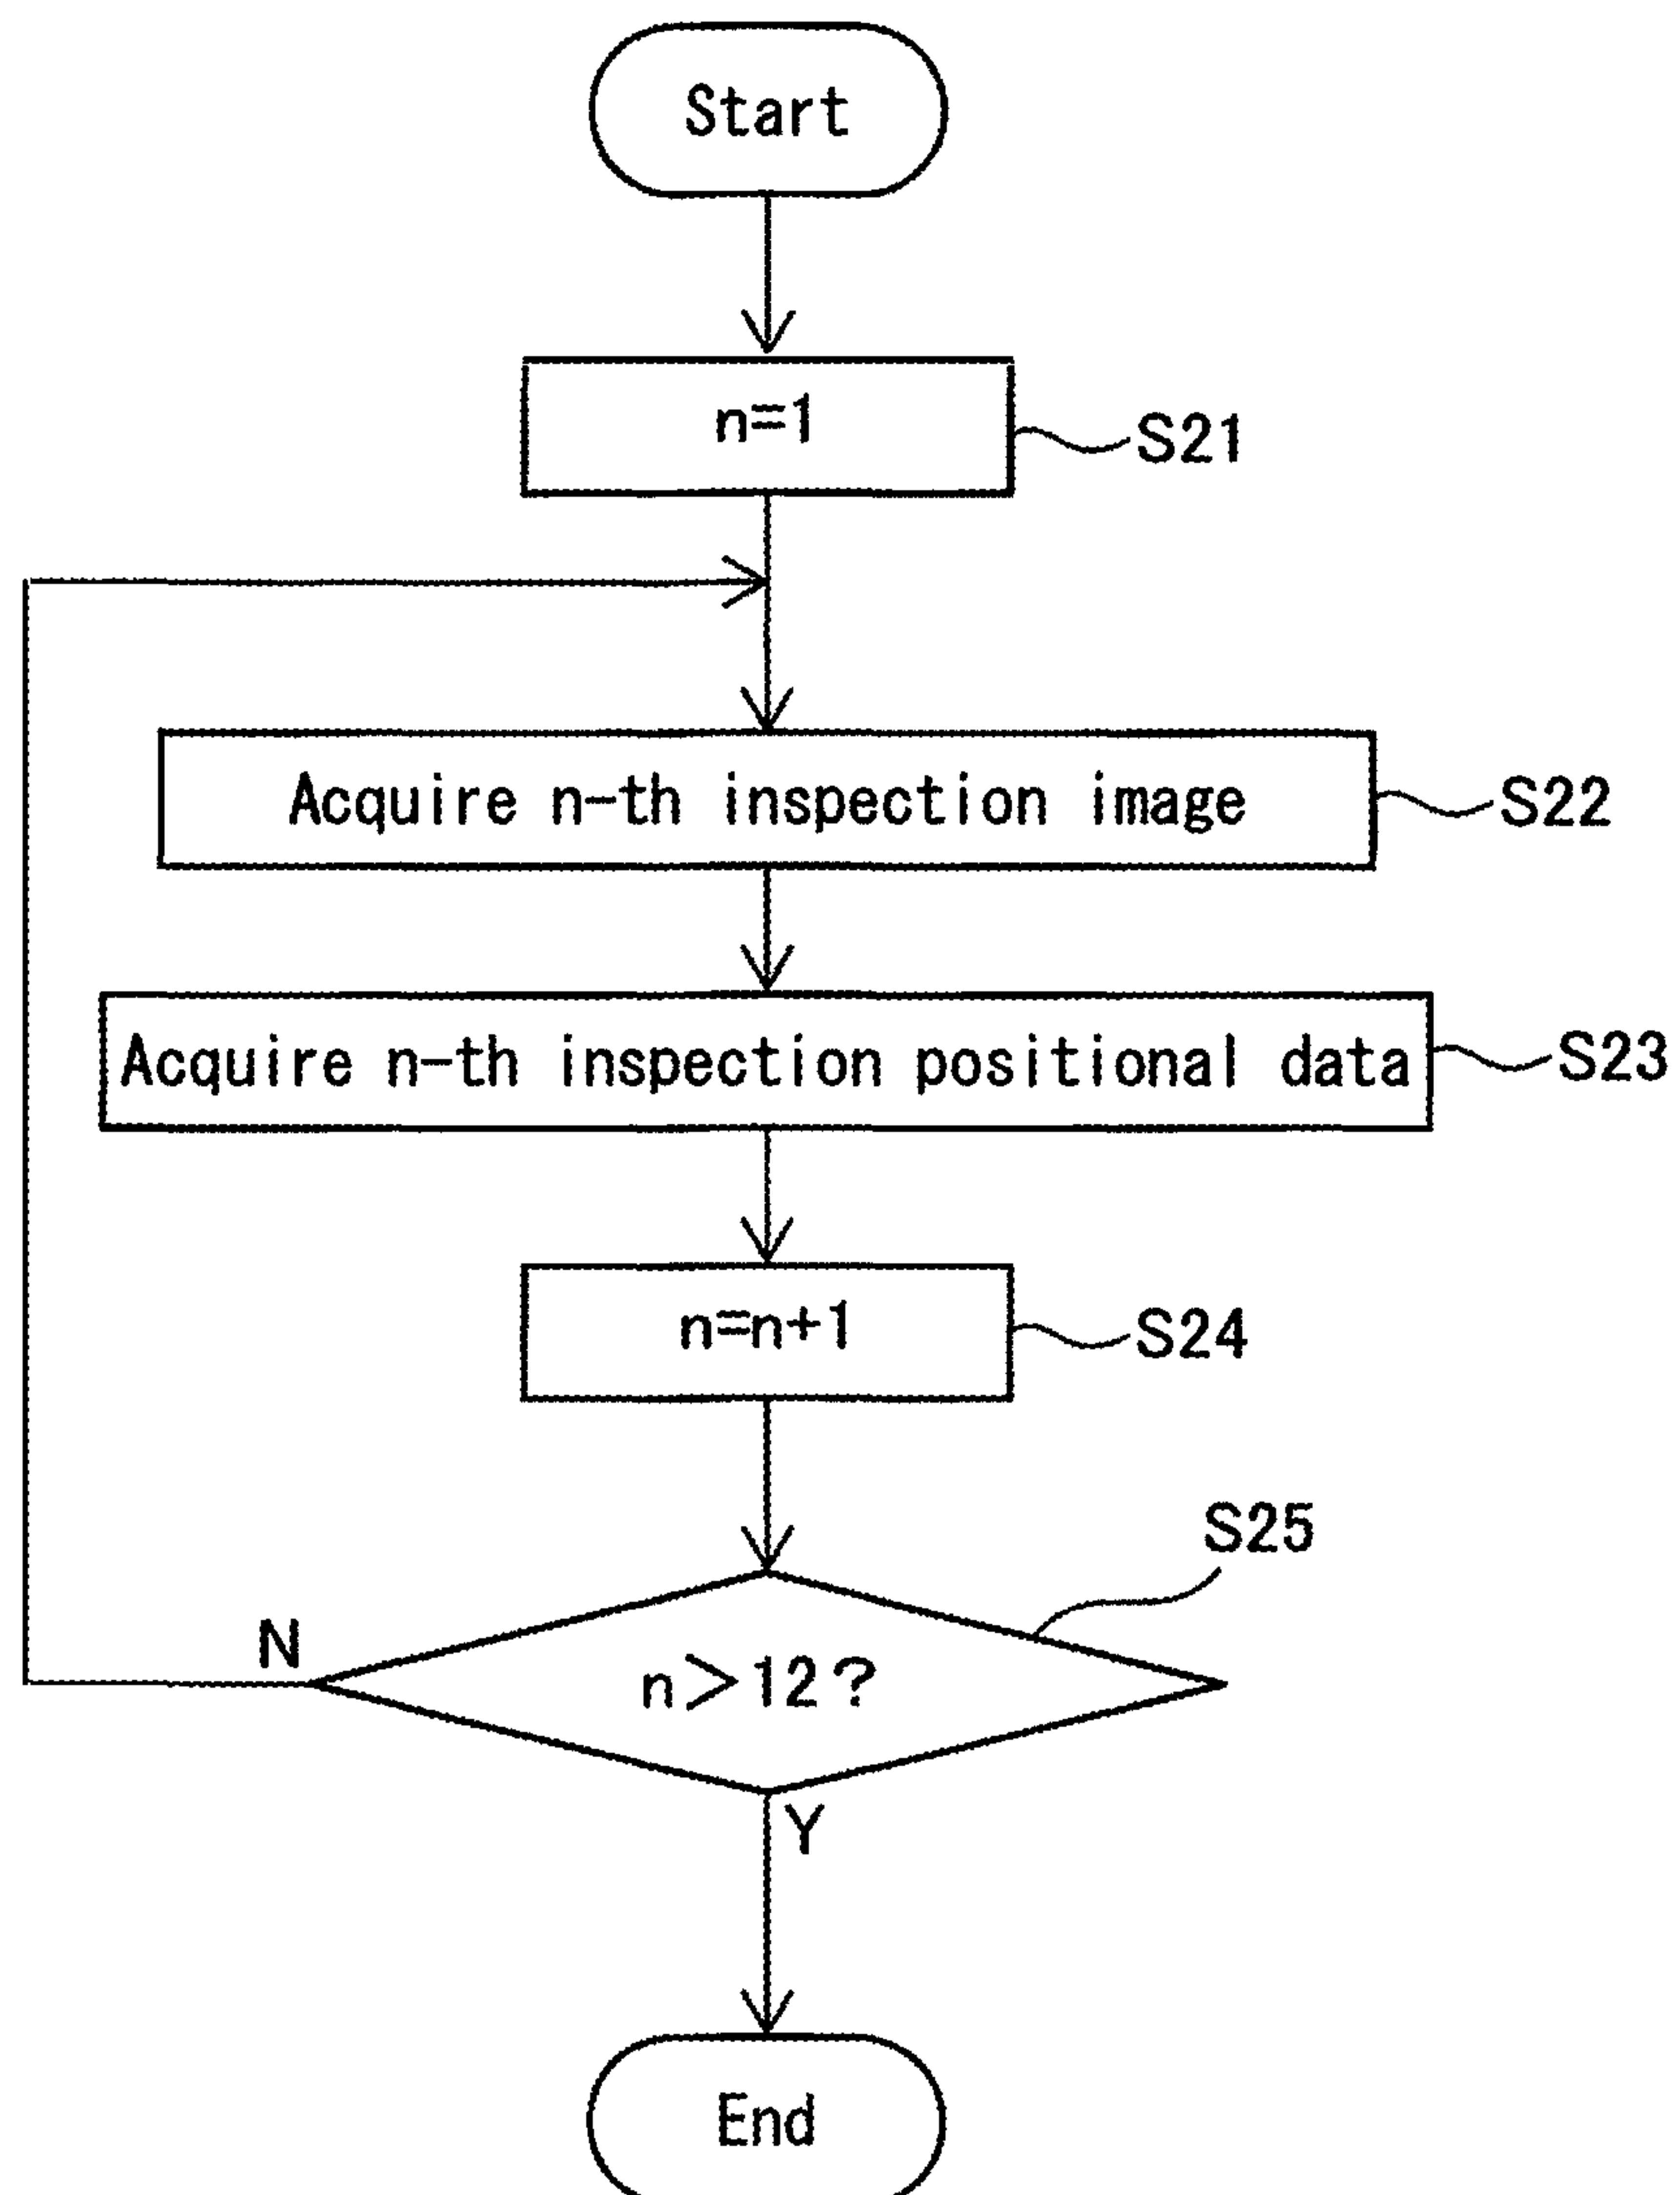 Start
n=1
S21
Acquire n-th inspection image
S22
Acquire n-th inspection positional data
S23
n=n+1
S24
S25
N
n>12?
Y
End